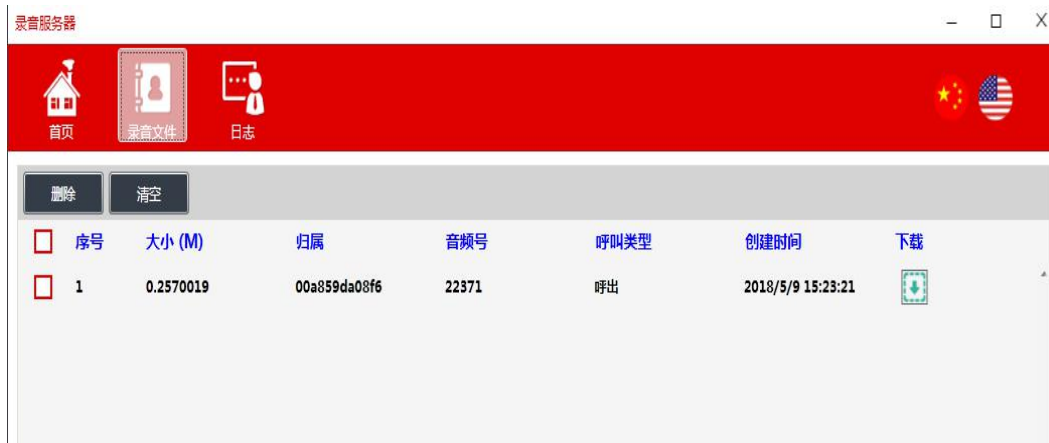 录音服务器
首页 录音文件 日志
删除 清空
序号 大小 (M) 归属 音频号 呼叫类型 创建时间 下载
1 0.2570019 00a859da08f6 22371 呼出 2018/5/9 15:23:21